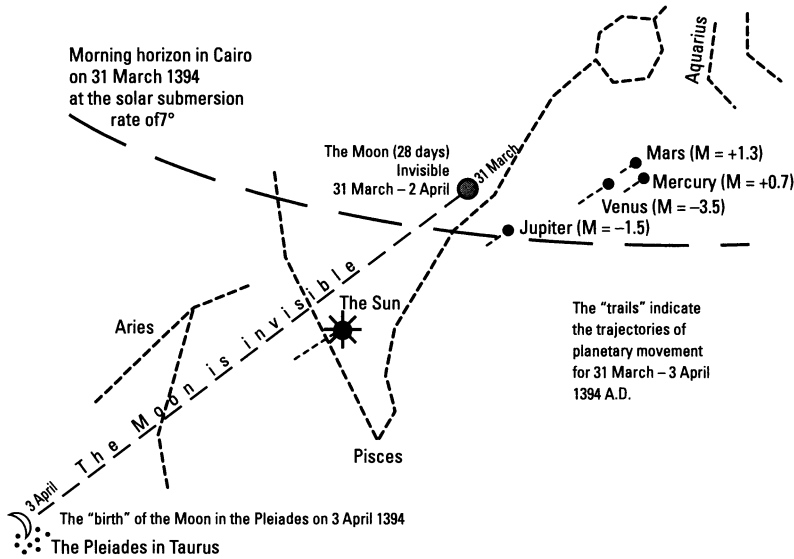 Morning horizon in Cairo
on 31 March 1394
at the solar submersion
rate of7°
Aquarius
The Moon (28 days)
Invisible
31 March – 2 April
31 March
Mars (M = +1.3)
Mercury (M = +0.7)
Venus (M = –3.5)
Jupiter (M = –1.5)
The Sun
The Moon is invisible
Aries
The “trails” indicate
the trajectories of
planetary movement
for 31 March – 3 April
1394 A.D.
Pisces
3 April
The “birth” of the Moon in the Pleiades on 3 April 1394
The Pleiades in Taurus